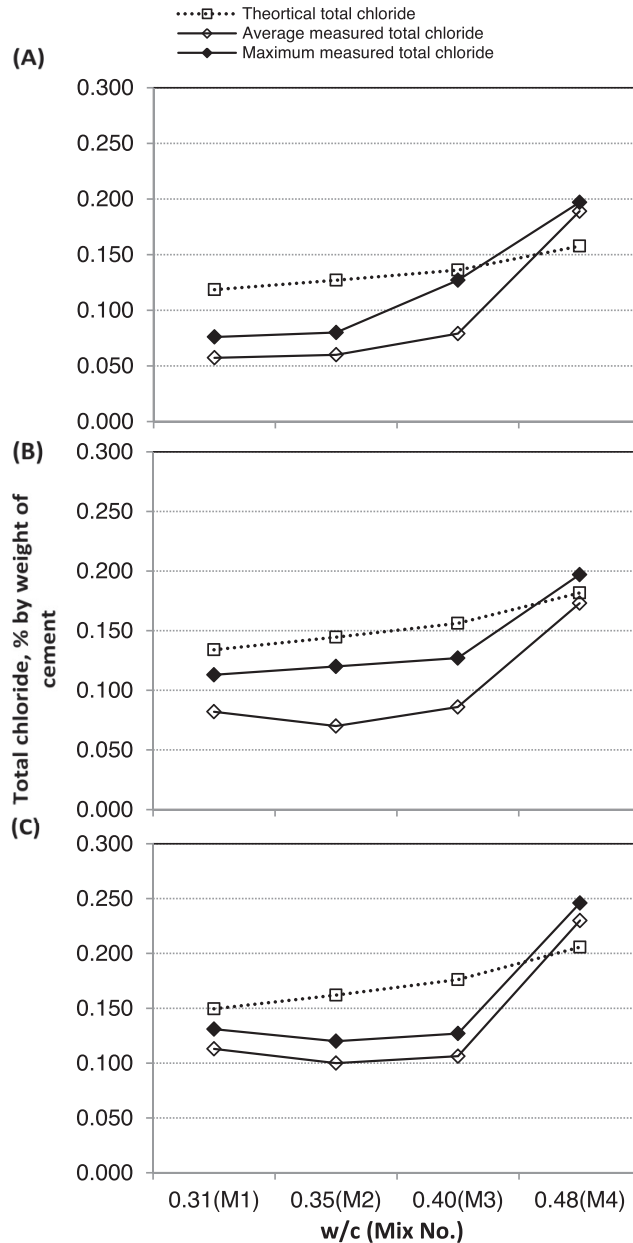 Theortical total chloride
Average measured total chloride
Maximum measured total chloride
(A)
0.300
0.250
0.200
0.150
0.100
0.050
0.000
(B)
0.300
0.250
0.200
0.150
0.100
0.050
0.000
Total chloride, % by weight of
cement
(C)
0.300
0.250
0.200
0.150
0.100
0.050
0.000
0.31(M1) 0.35(M2) 0.40(M3) 0.48(M4)
w/c (Mix No.)